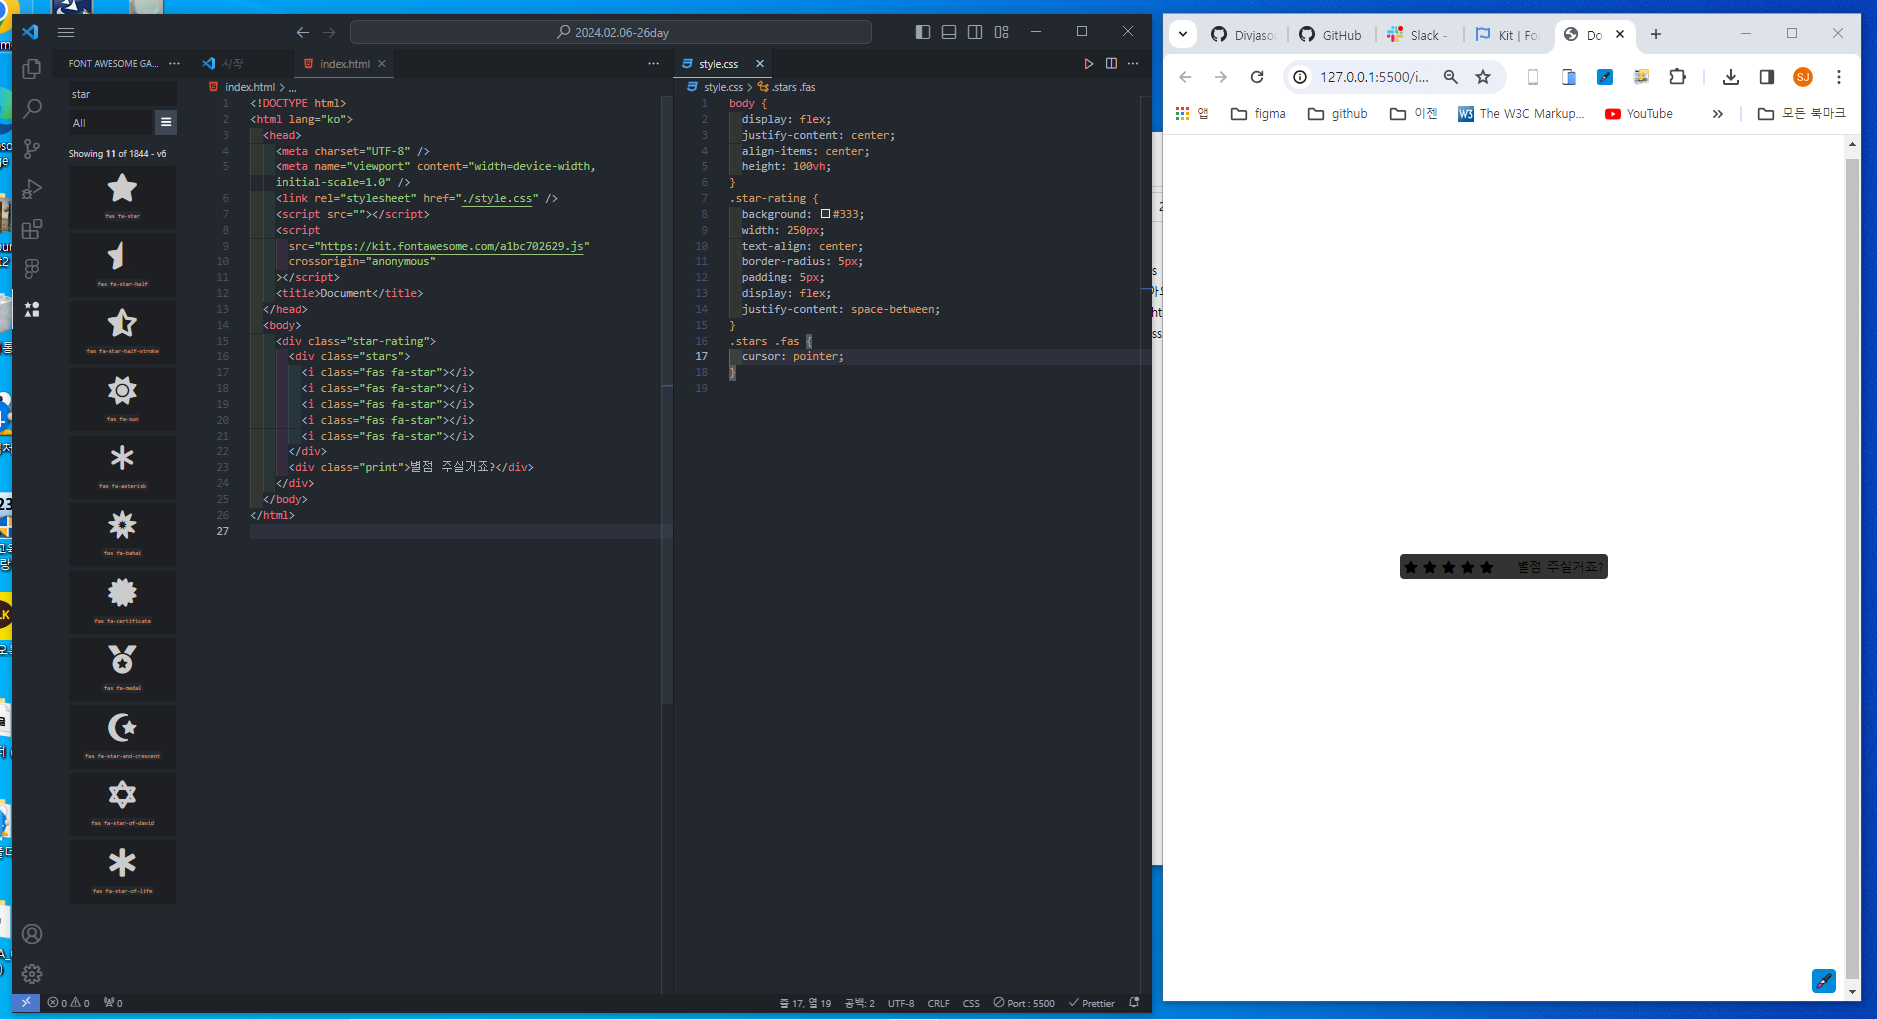 2024.02.06-26day
FONT AWESOME GA...
star
All
Showing 11 of 1844 - v6
fas fa-star
fas fa-star-half
fas fa-star-half-stroke
fas fa-sun
fas fa-asterisk
fas fa-bahai
fas fa-certificate
fas fa-medal
fas fa-star-and-crescent
fas fa-star-of-david
fas fa-star-of-life
시작
index.html
index.html > ...
1 <!DOCTYPE html>
2 <html lang="ko">
3 <head>
4 <meta charset="UTF-8" />
5 <meta name="viewport" content="width=device-width,
initial-scale=1.0" />
6 <link rel="stylesheet" href="./style.css" />
7 <script src=""></script>
8 <script
9 src="https://kit.fontawesome.com/a1bc702629.js"
10 crossorigin="anonymous"
11 ></script>
12 <title>Document</title>
13 </head>
14 <body>
15 <div class="star-rating">
16 <div class="stars">
17 <i class="fas fa-star"></i>
18 <i class="fas fa-star"></i>
19 <i class="fas fa-star"></i>
20 <i class="fas fa-star"></i>
21 <i class="fas fa-star"></i>
22 </div>
23 <div class="print">별점 주실거죠?</div>
24 </div>
25 </body>
26 </html>
27
style.css
style.css > .stars .fas
1 body {
2 display: flex;
3 justify-content: center;
4 align-items: center;
5 height: 100vh;
6 }
7 .star-rating {
8 background: #333;
9 width: 250px;
10 text-align: center;
11 border-radius: 5px;
12 padding: 5px;
13 display: flex;
14 justify-content: space-between;
15 }
16 .stars .fas {
17 cursor: pointer;
18 }
19
0 0 0
줄 17, 열 19 공백: 2 UTF-8 CRLF CSS Port : 5500 Prettier
Divjaso GitHub Slack - Kit | Fo Do
127.0.0.1:5500/i... SJ
앱 figma github 이젠 W3 The W3C Markup... YouTube » 모든 북마크
별점 주실거죠?